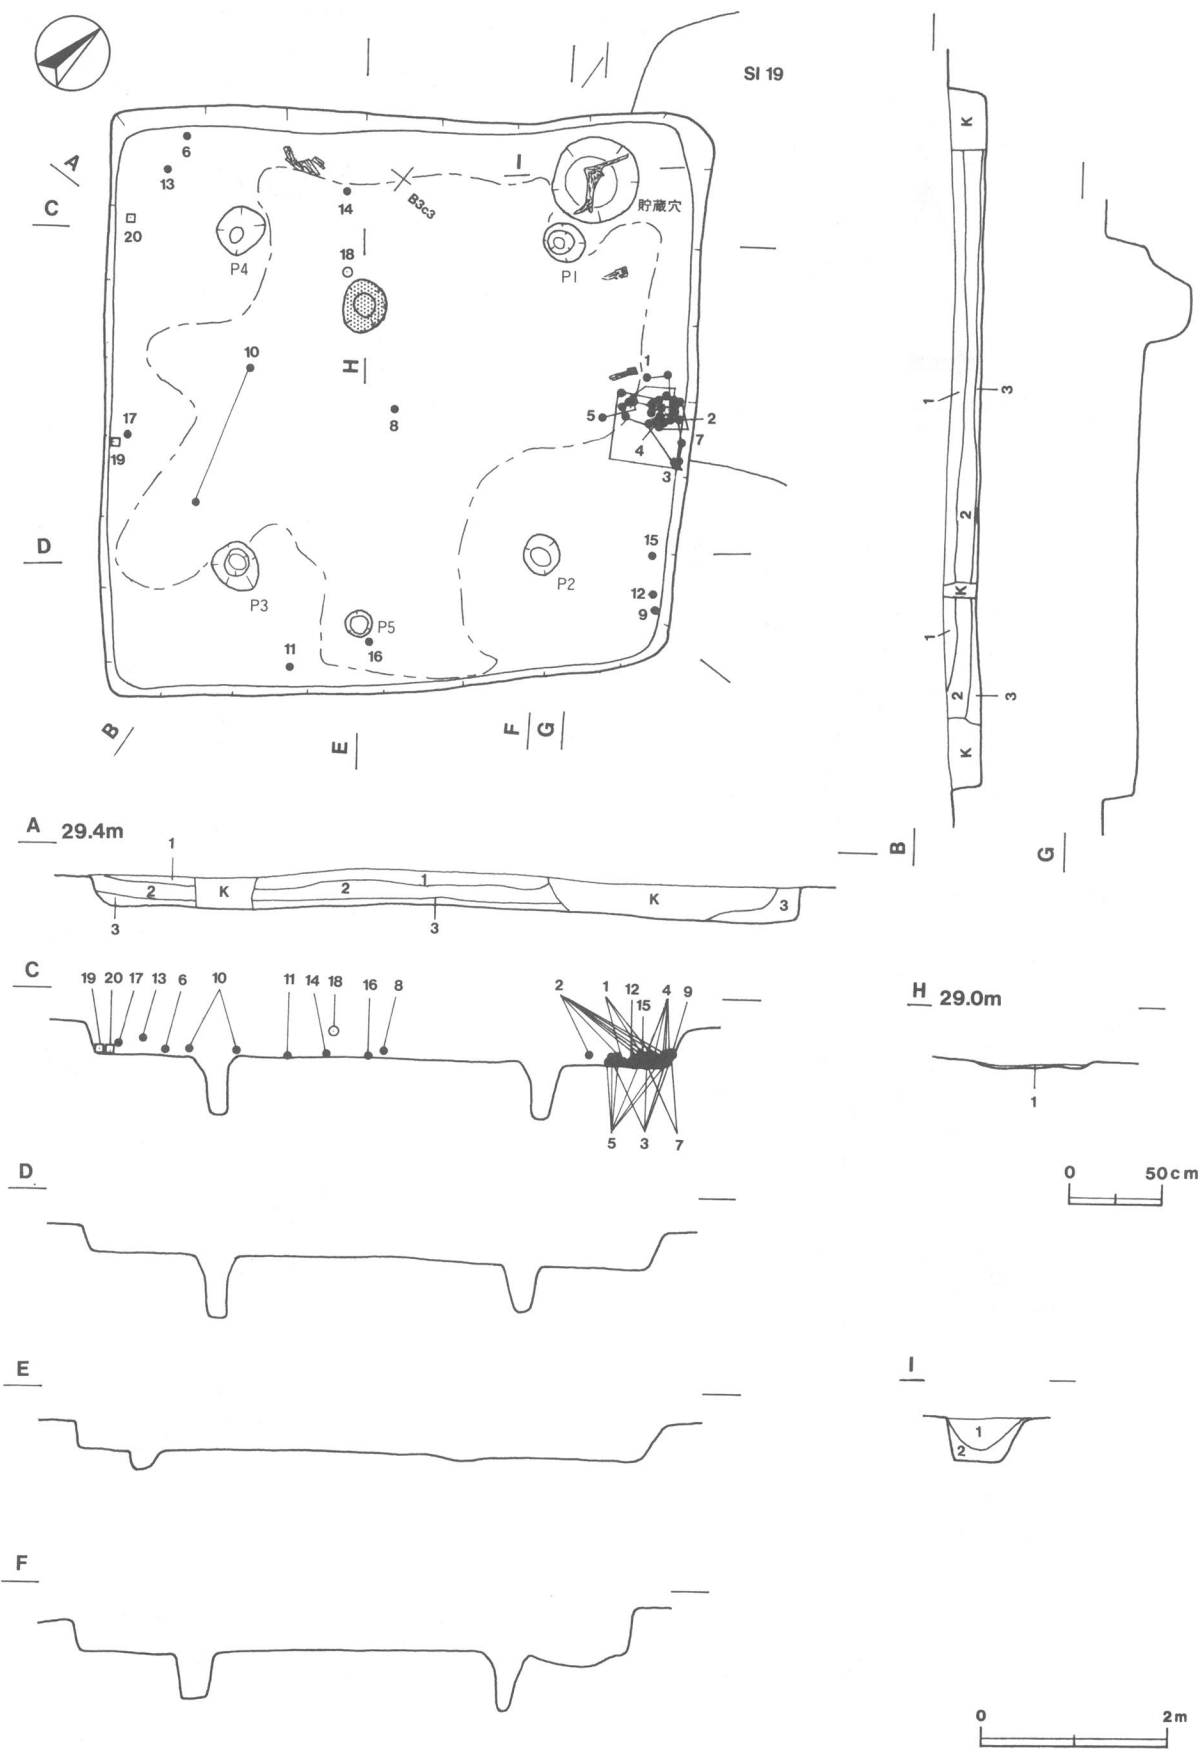 SI 19
A
6
13
I
C
20
14
B3c3
貯蔵穴
P4
18
P1
10
H
1
17
8
5
2
19
4
7
3
D
15
P3
P2
12
9
P5
11
16
B
E
F
G
K
1
3
2
K
1
2
3
K
B
G
A 29.4m
1
2
K
2
1
K
3
3
3
C
19 20 17 13 6 10 11 14 18 16 8 2 1 12 4 9
15
5 3 7
H 29.0m
1
0 50cm
D
E
I
1
2
F
0 2m